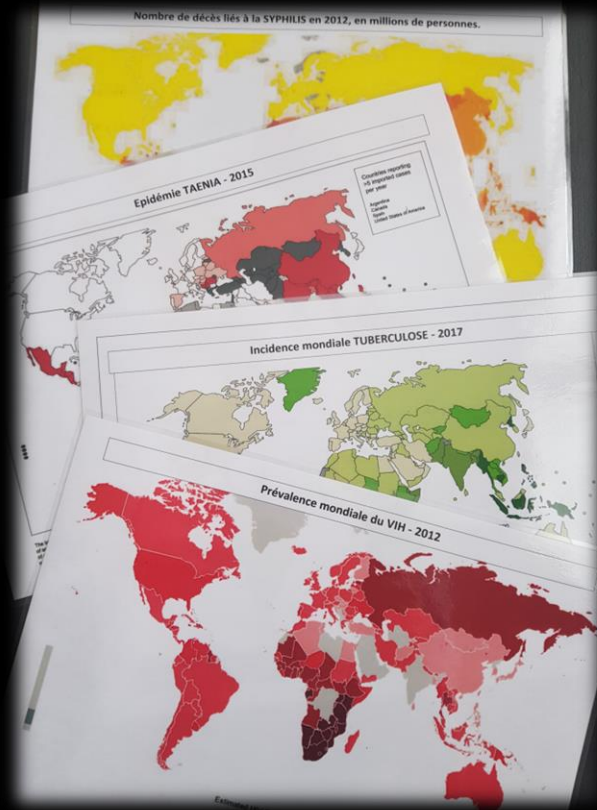 Nombre de décès liés à la SYPHILIS en 2012, en millions de personnes.
Epidémie TAENIA - 2015
Countries reporting
>5 imported cases
per year
Argentina
Canada
Spain
United States of America
Incidence mondiale TUBERCULOSE - 2017
Prévalence mondiale du VIH - 2012
Estimated